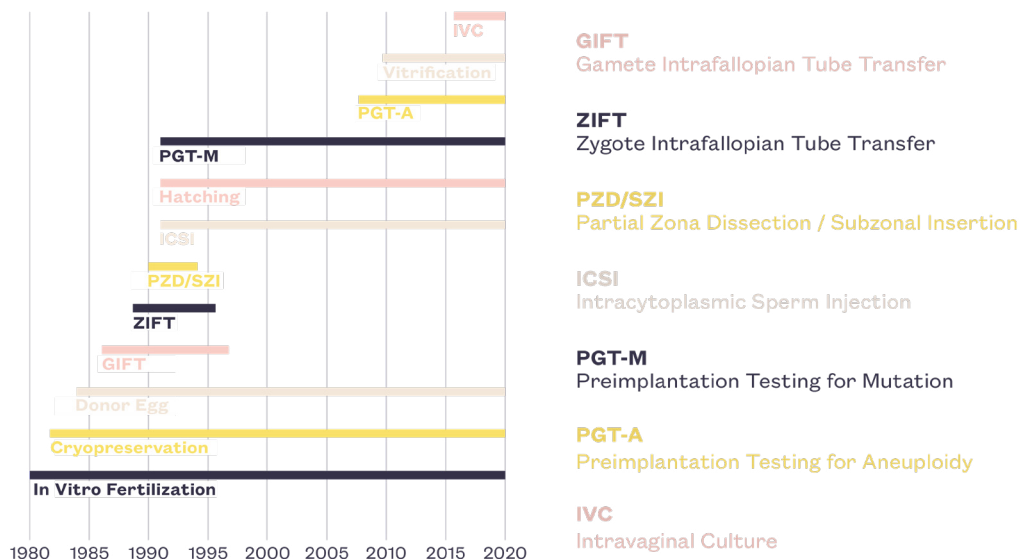 IVC
Vitrification
PGT-A
PGT-M
Hatching
ICSI
PZD/SZI
ZIFT
GIFT
Donor Egg
Cryopreservation
In Vitro Fertilization
1980 1985 1990 1995 2000 2005 2010 2015 2020
GIFT
Gamete Intrafallopian Tube Transfer
ZIFT
Zygote Intrafallopian Tube Transfer
PZD/SZI
Partial Zona Dissection / Subzonal Insertion
ICSI
Intracytoplasmic Sperm Injection
PGT-M
Preimplantation Testing for Mutation
PGT-A
Preimplantation Testing for Aneuploidy
IVC
Intravaginal Culture